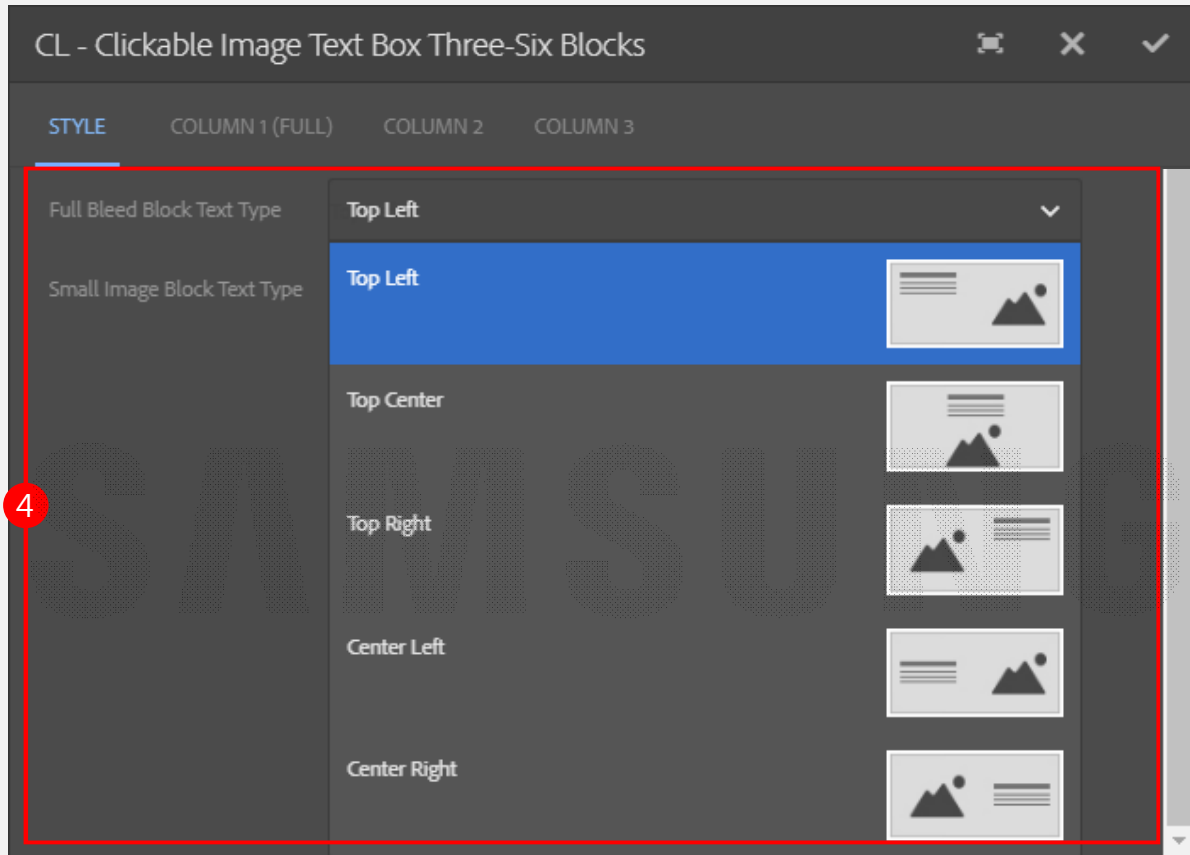 CL - Clickable Image Text Box Three-Six Blocks
STYLE COLUMN 1 (FULL) COLUMN 2 COLUMN 3
Full Bleed Block Text Type Top Left
Small Image Block Text Type Top Left
Top Center
SAMSUNG
4
Top Right
Center Left
Center Right